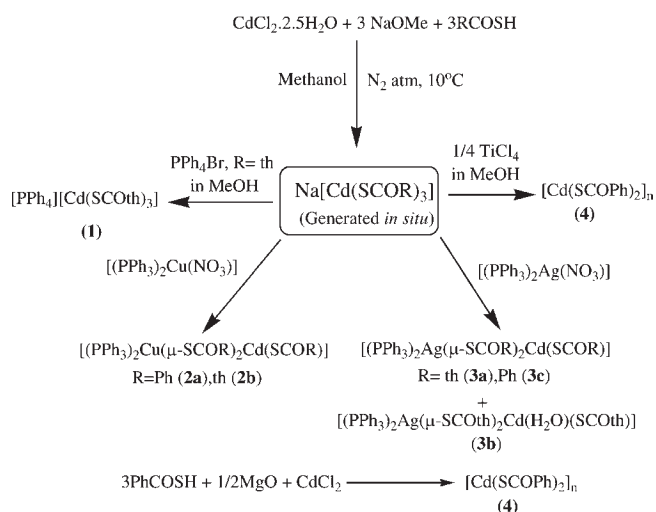 CdCl₂.2.5H₂O + 3 NaOMe + 3RCOSH
Methanol
N₂ atm, 10°C
PPh₄Br, R= th
in MeOH
1/4 TiCl₄
in MeOH
[PPh₄][Cd(SCOth)₃]
(1)
Na[Cd(SCOR)₃]
(Generated in situ)
[Cd(SCOPh)₂]ₙ
(4)
[(PPh₃)₂Cu(NO₃)]
[(PPh₃)₂Ag(NO₃)]
[(PPh₃)₂Cu(μ-SCOR)₂Cd(SCOR)]
R=Ph (2a),th (2b)
[(PPh₃)₂Ag(μ-SCOR)₂Cd(SCOR)]
R= th (3a),Ph (3c)
+
[(PPh₃)₂Ag(μ-SCOth)₂Cd(H₂O)(SCOth)]
(3b)
3PhCOSH + 1/2MgO + CdCl₂
[Cd(SCOPh)₂]ₙ
(4)